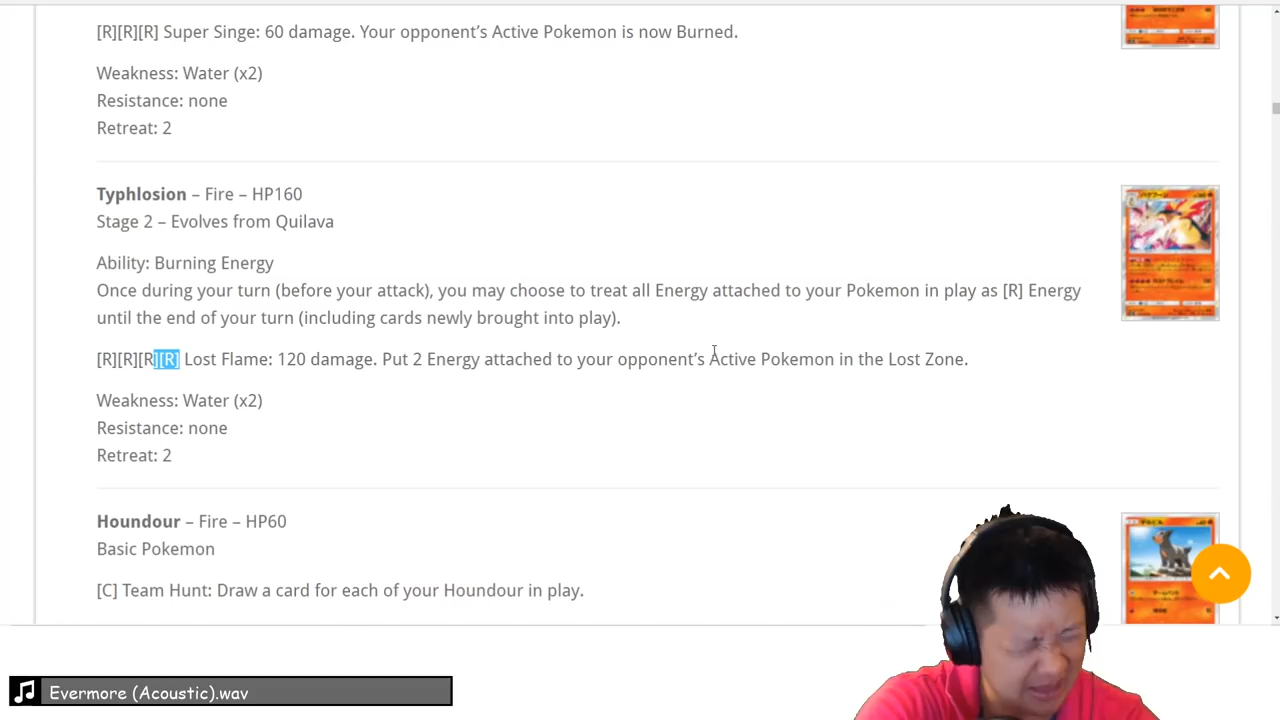 [R][R][R] Super Singe: 60 damage. Your opponent’s Active Pokemon is now Burned.
Weakness: Water (x2)
Resistance: none
Retreat: 2
Typhlosion – Fire – HP160
Stage 2 – Evolves from Quilava
Ability: Burning Energy
Once during your turn (before your attack), you may choose to treat all Energy attached to your Pokemon in play as [R] Energy
until the end of your turn (including cards newly brought into play).
[R][R][R][R] Lost Flame: 120 damage. Put 2 Energy attached to your opponent’s Active Pokemon in the Lost Zone.
Weakness: Water (x2)
Resistance: none
Retreat: 2
Houndour – Fire – HP60
Basic Pokemon
[C] Team Hunt: Draw a card for each of your Houndour in play.
Evermore (Acoustic).wav